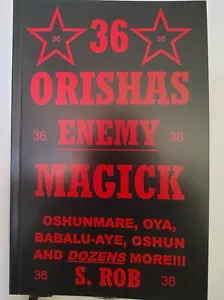 36 36 36
ORISHAS
36 ENEMY 36
MAGICK
OSHUNMARE, OYA,
BABALU-AYE, OSHUN
AND DOZENS MORE!!!
36 S. ROB 36